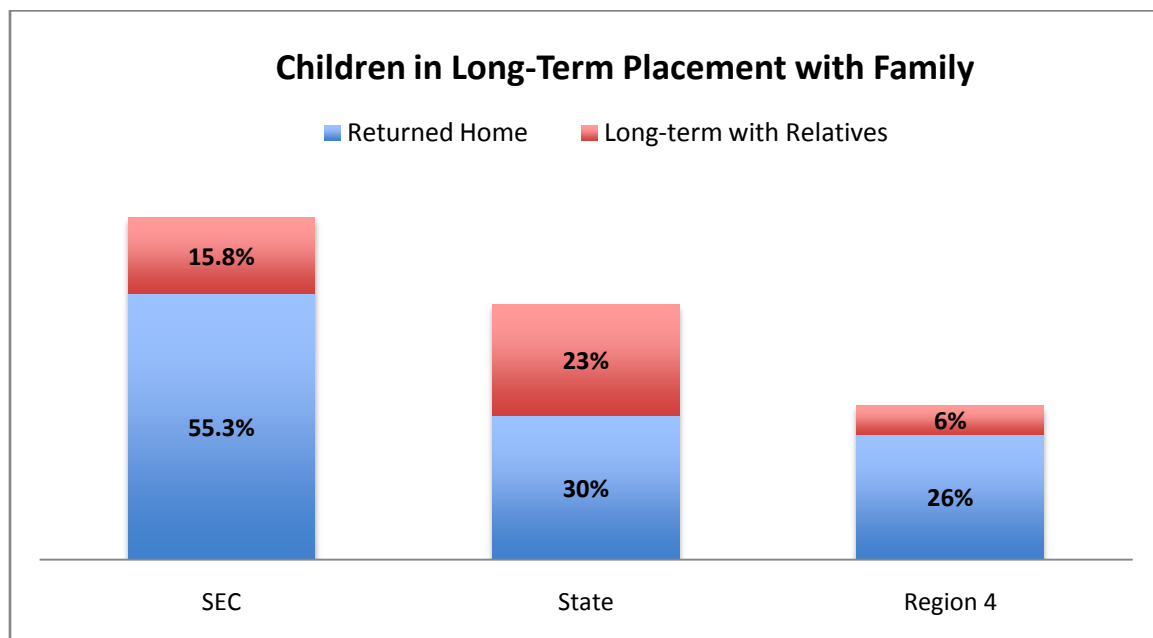 Children in Long-Term Placement with Family
Returned Home Long-term with Relatives
15.8%
55.3%
23%
30%
6%
26%
SEC State Region 4